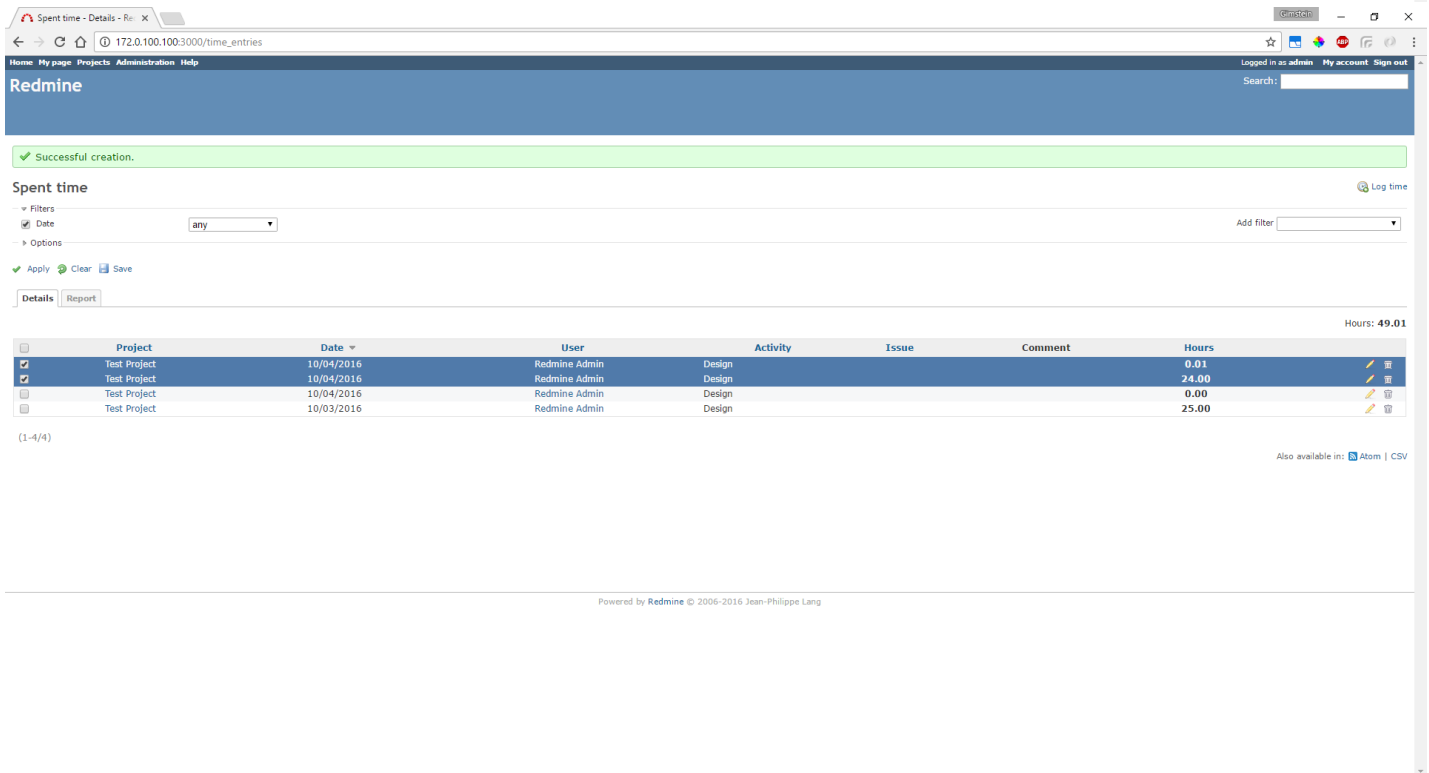 Spent time - Details - Re
Gimstein
172.0.100.100:3000/time_entries
ABP
Home My page Projects Administration Help
Logged in as admin My account Sign out
Redmine
Search:
Successful creation.
Spent time
Log time
Filters
Date any
Add filter
Options
Apply Clear Save
Details Report
Hours: 49.01
Project Date User Activity Issue Comment Hours
Test Project 10/04/2016 Redmine Admin Design 0.01
Test Project 10/04/2016 Redmine Admin Design 24.00
Test Project 10/04/2016 Redmine Admin Design 0.00
Test Project 10/03/2016 Redmine Admin Design 25.00
(1-4/4)
Also available in: Atom | CSV
Powered by Redmine © 2006-2016 Jean-Philippe Lang